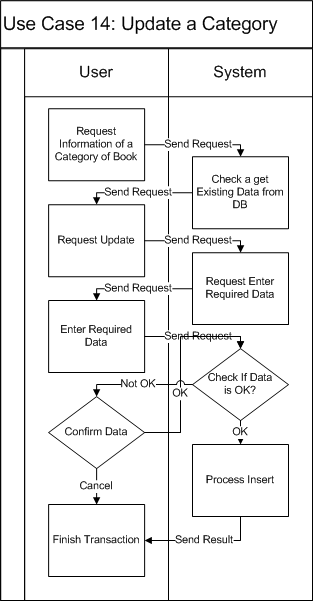 Use Case 14: Update a Category
User
System
Request
Information of a
Category of Book
Send Request
Check a get
Existing Data from
DB
Send Request
Request Update
Send Request
Request Enter
Required Data
Send Request
Enter Required
Data
Send Request
Check If Data
is OK?
Not OK
OK
Confirm Data
OK
Cancel
Process Insert
Finish Transaction
Send Result